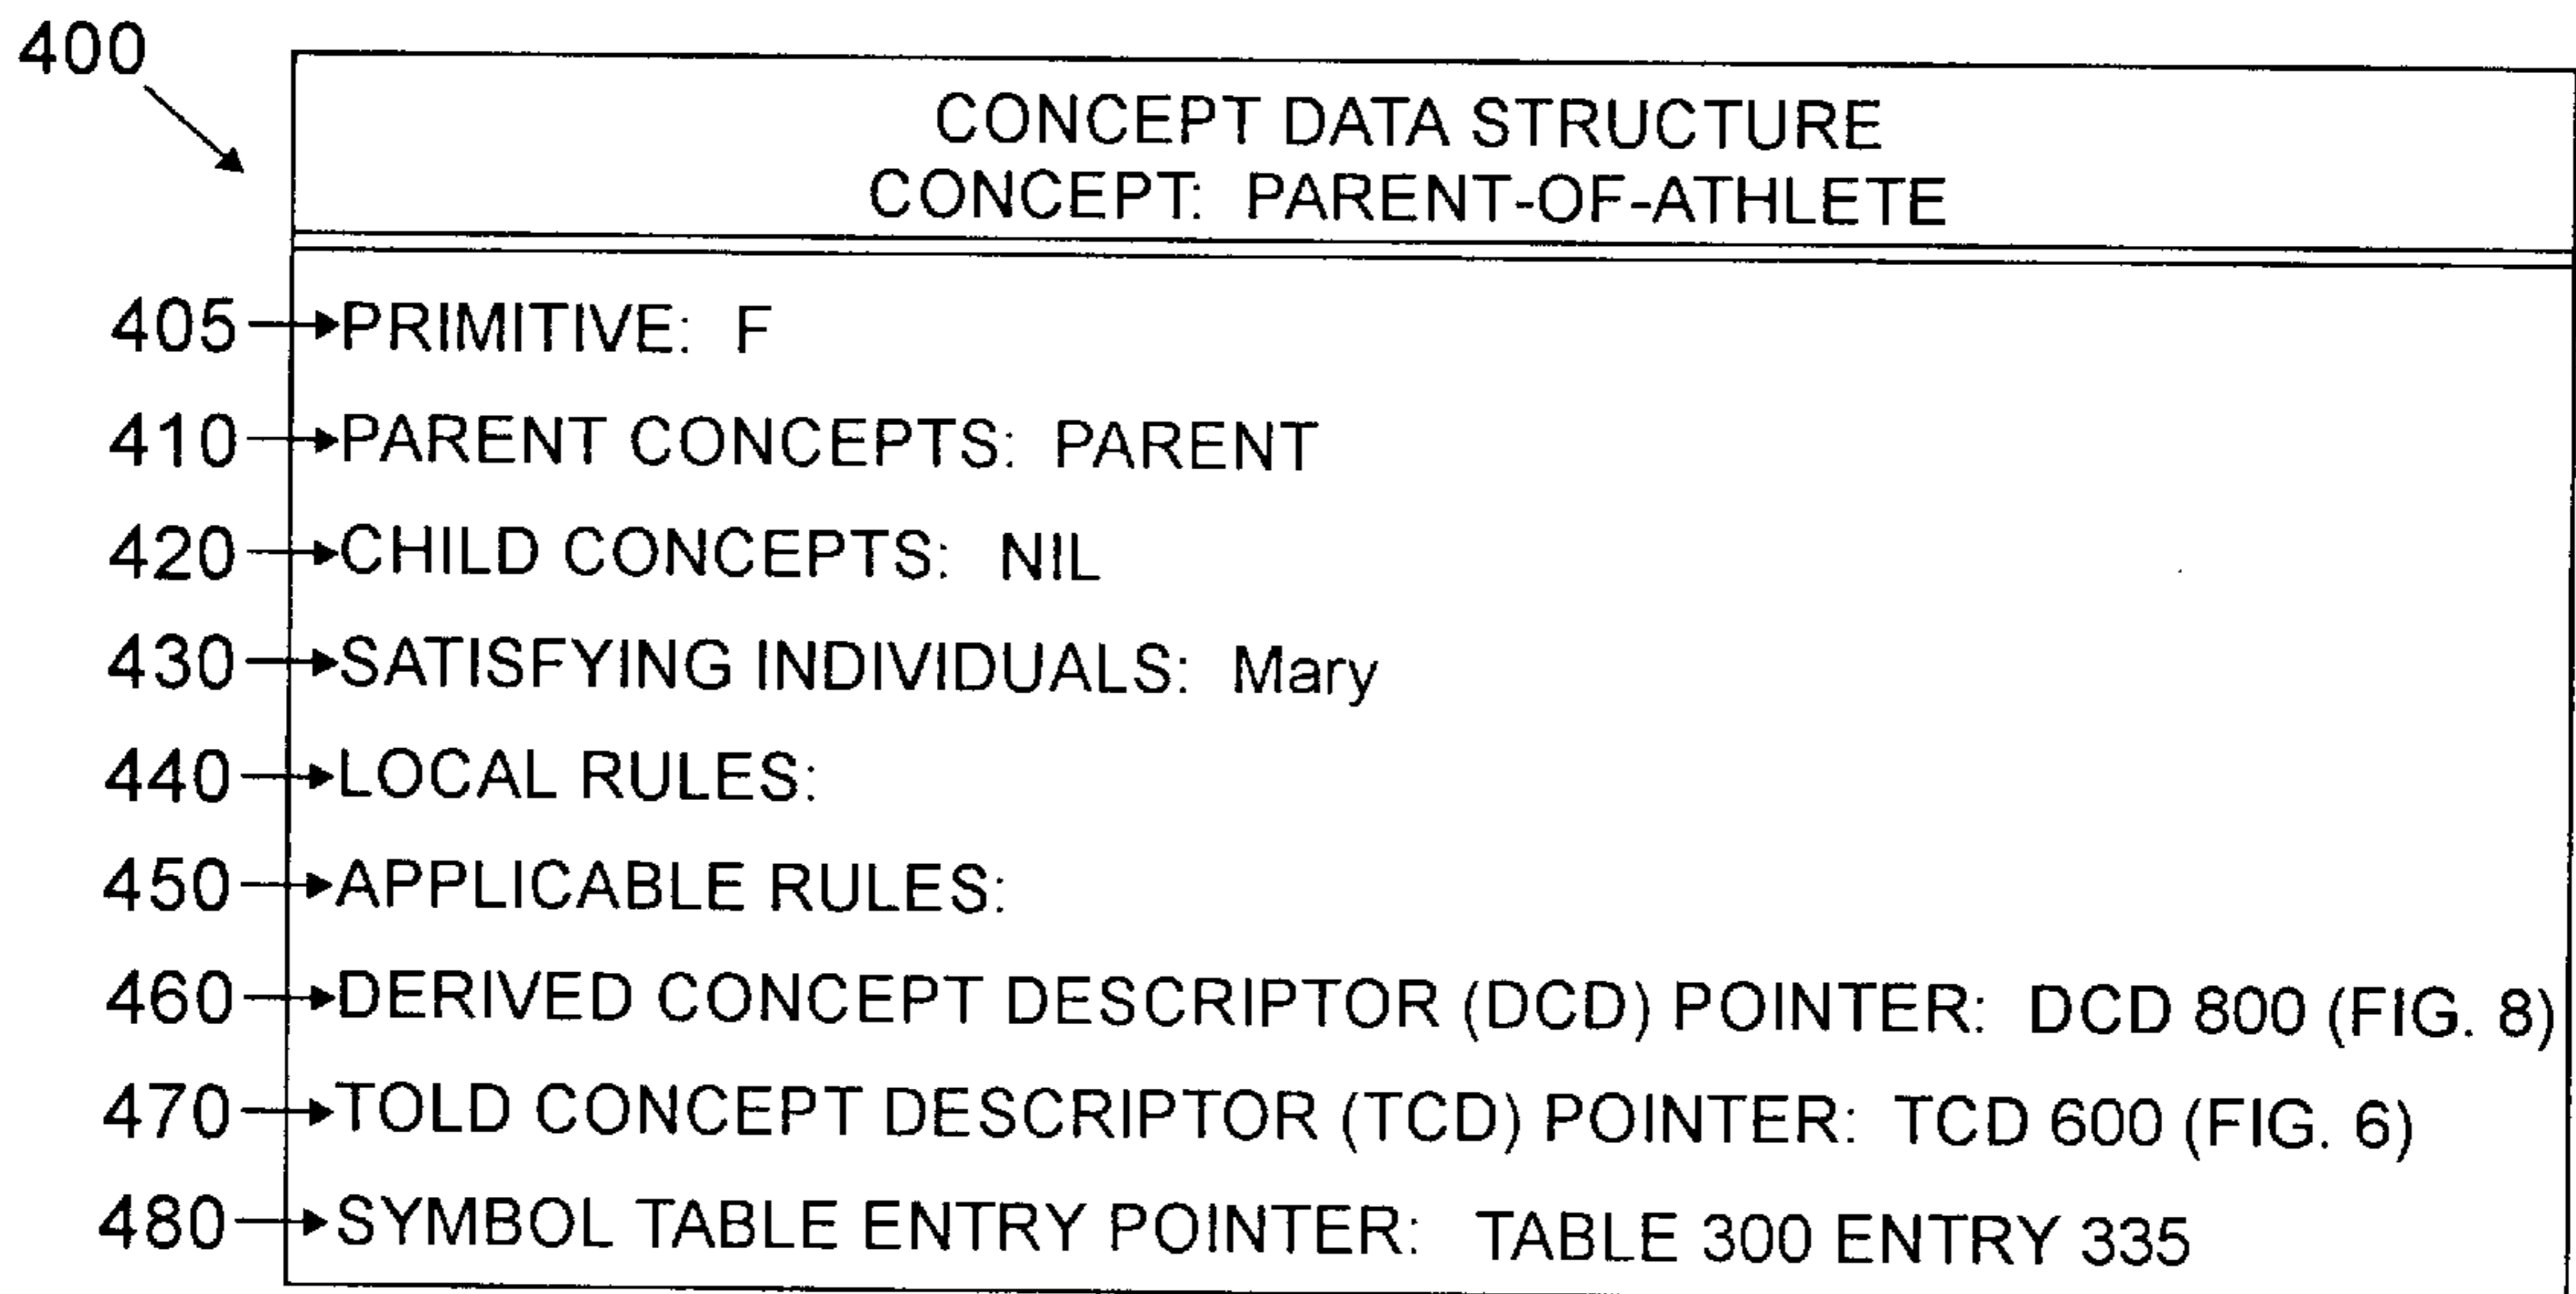 400
CONCEPT DATA STRUCTURE
CONCEPT: PARENT-OF-ATHLETE
405 PRIMITIVE: F
410 PARENT CONCEPTS: PARENT
420 CHILD CONCEPTS: NIL
430 SATISFYING INDIVIDUALS: Mary
440 LOCAL RULES:
450 APPLICABLE RULES:
460 DERIVED CONCEPT DESCRIPTOR (DCD) POINTER: DCD 800 (FIG. 8)
470 TOLD CONCEPT DESCRIPTOR (TCD) POINTER: TCD 600 (FIG. 6)
480 SYMBOL TABLE ENTRY POINTER: TABLE 300 ENTRY 335